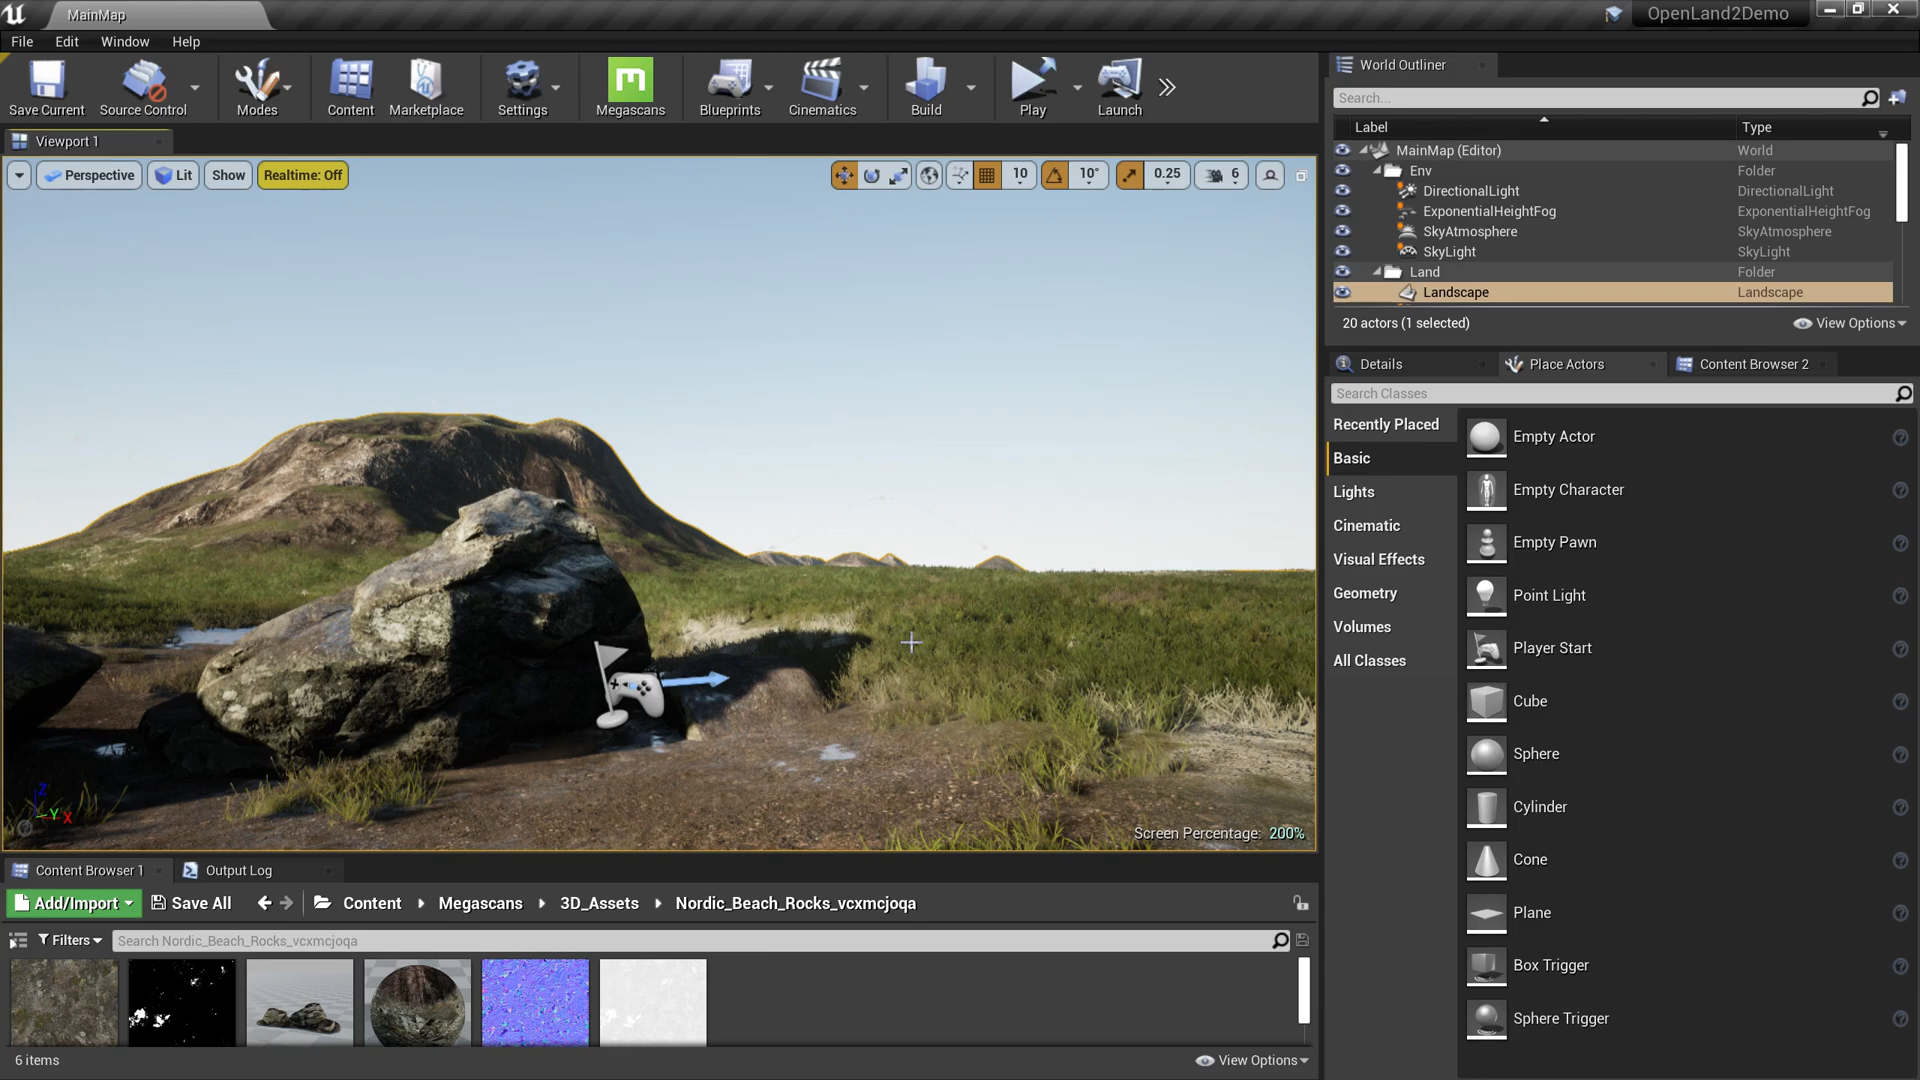 MainMap
OpenLand2Demo
File Edit Window Help
Save Current
Source Control
Modes
Content
Marketplace
Settings
Megascans
Blueprints
Cinematics
Build
Play
Launch
World Outliner
Search...
Label Type
MainMap (Editor) World
Env Folder
DirectionalLight DirectionalLight
ExponentialHeightFog ExponentialHeightFog
SkyAtmosphere SkyAtmosphere
SkyLight SkyLight
Land Folder
Landscape Landscape
20 actors (1 selected)
View Options
Viewport 1
Perspective Lit Show Realtime: Off 10 10° 0.25 6
Z Y X
Screen Percentage: 200%
Details
Place Actors
Content Browser 2
Search Classes
Recently Placed
Basic
Lights
Cinematic
Visual Effects
Geometry
Volumes
All Classes
Empty Actor
Empty Character
Empty Pawn
Point Light
Player Start
Cube
Sphere
Cylinder
Cone
Plane
Box Trigger
Sphere Trigger
Content Browser 1
Output Log
Add/Import Save All Content Megascans 3D_Assets Nordic_Beach_Rocks_vcxmcjoqa
Filters Search Nordic_Beach_Rocks_vcxmcjoqa
6 items
View Options